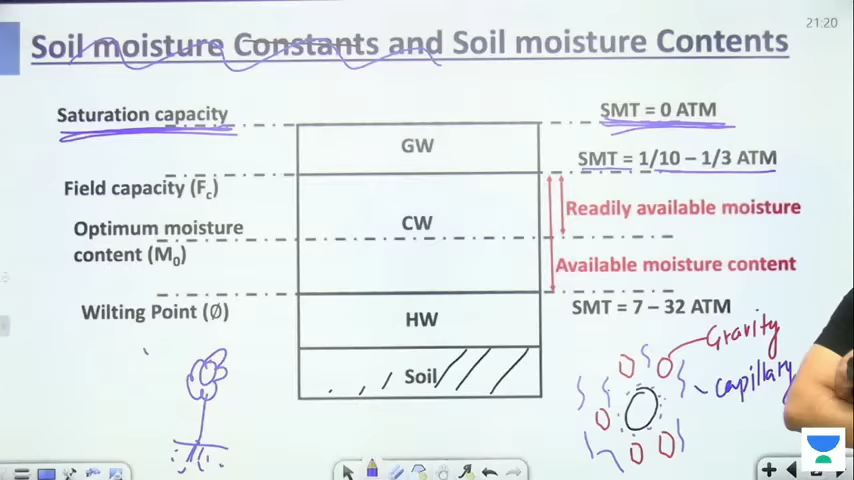 21:20
Soil moisture Constants and Soil moisture Contents
Saturation capacity
SMT = 0 ATM
GW
SMT = 1/10 – 1/3 ATM
Field capacity (Fc)
Readily available moisture
Optimum moisture
content (M0)
CW
Available moisture content
Wilting Point (Ø)
SMT = 7 – 32 ATM
HW
Soil
Gravity
Capillary